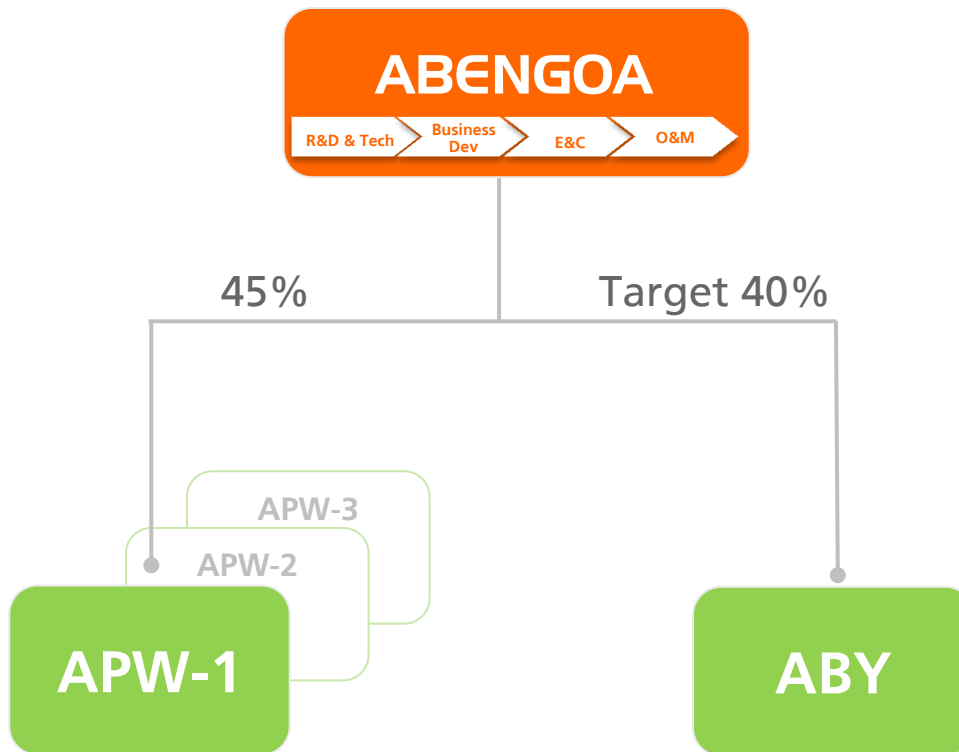 ABENGOA
R&D & Tech
Business
Dev
E&C
O&M
45%
Target 40%
APW-3
APW-2
APW-1
ABY